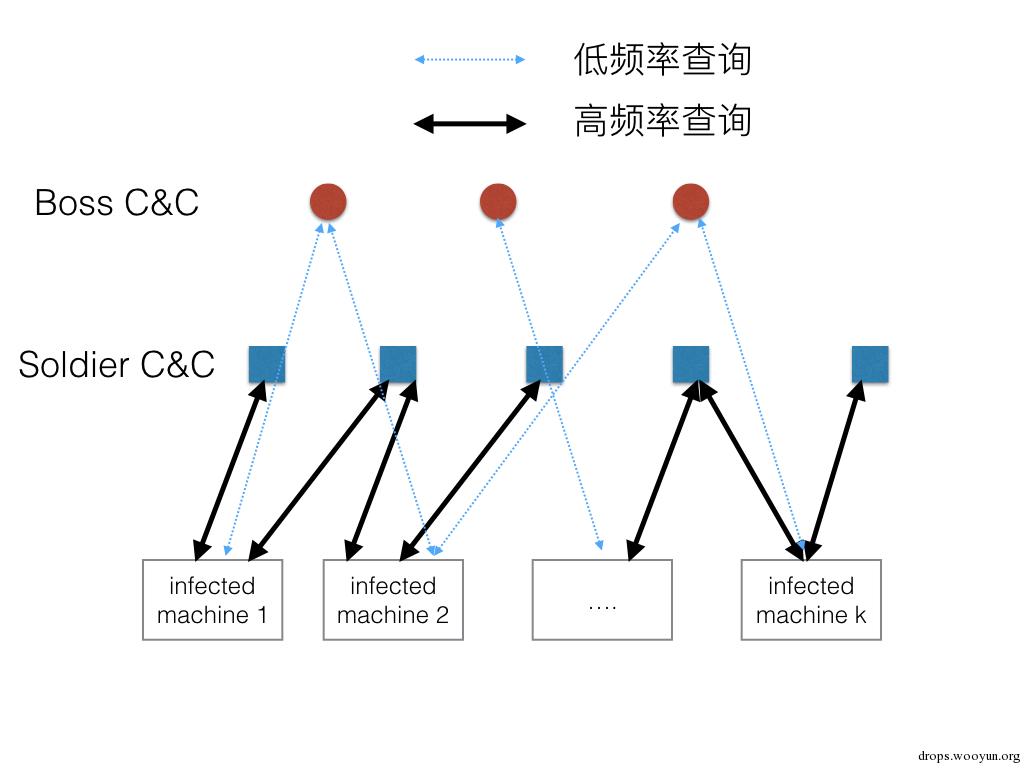 低频率查询
高频率查询
Boss C&C
Soldier C&C
infected
machine 1
infected
machine 2
....
infected
machine k
drops.wooyun.org